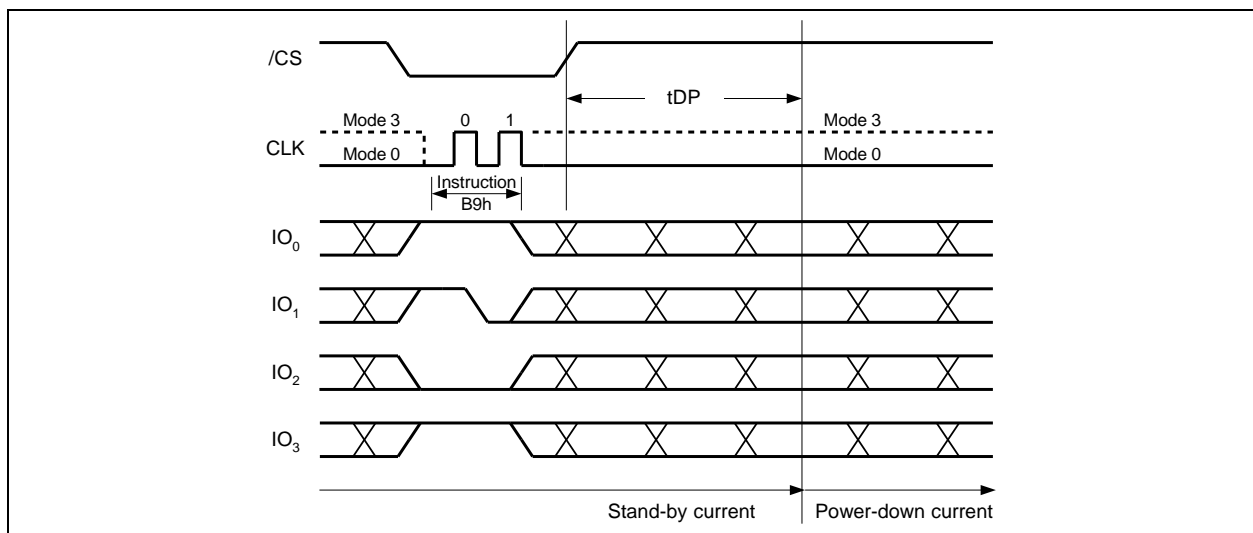 /CS
tDP
Mode 3 0 1 Mode 3
CLK
Mode 0 Mode 0
Instruction
B9h
IO0
IO1
IO2
IO3
Stand-by current Power-down current